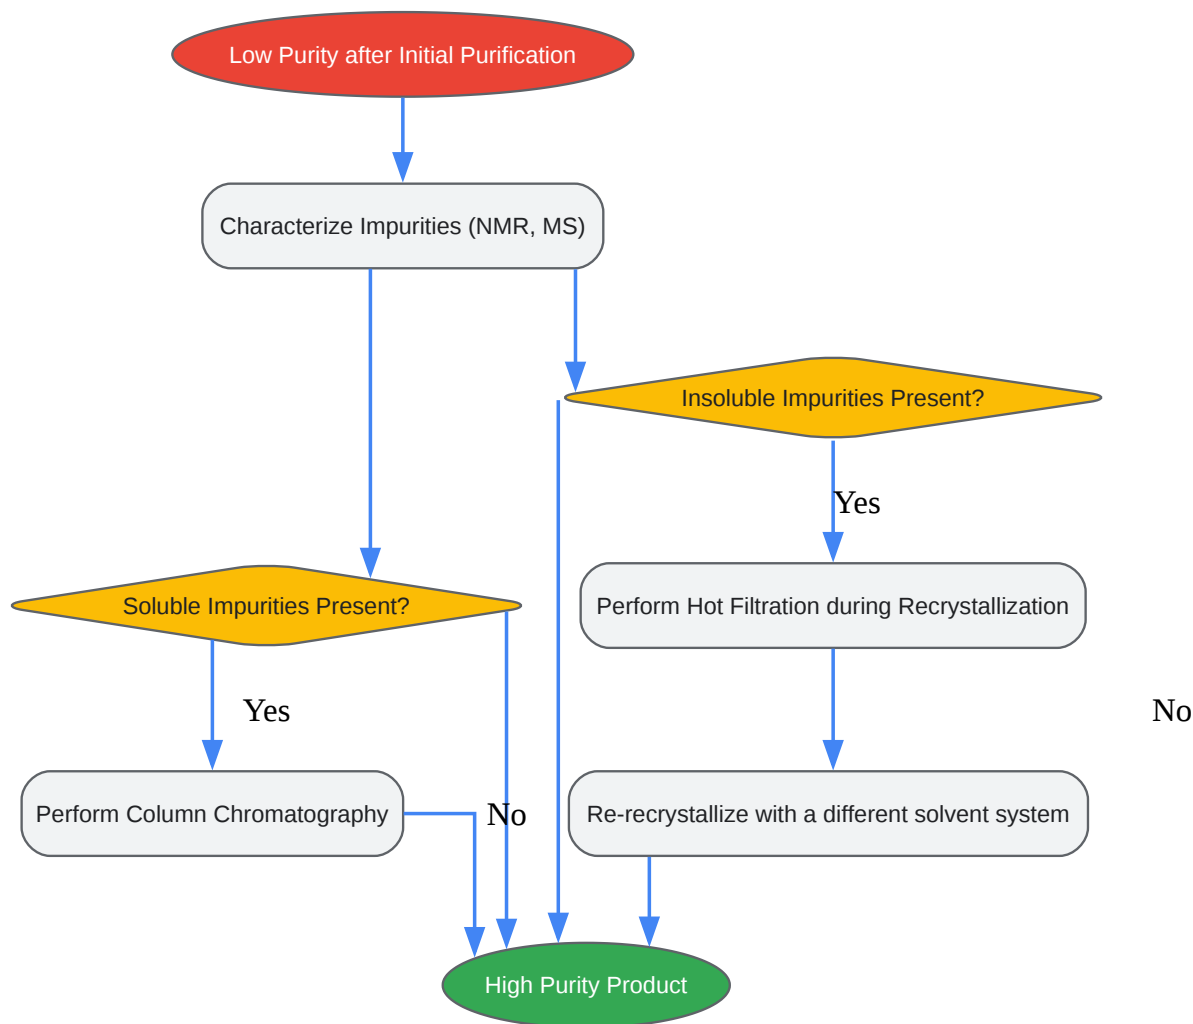 Low Purity after Initial Purification
Characterize Impurities (NMR, MS)
Insoluble Impurities Present?
Yes
Soluble Impurities Present?
Perform Hot Filtration during Recrystallization
Yes
No
Perform Column Chromatography
No
Re-recrystallize with a different solvent system
High Purity Product